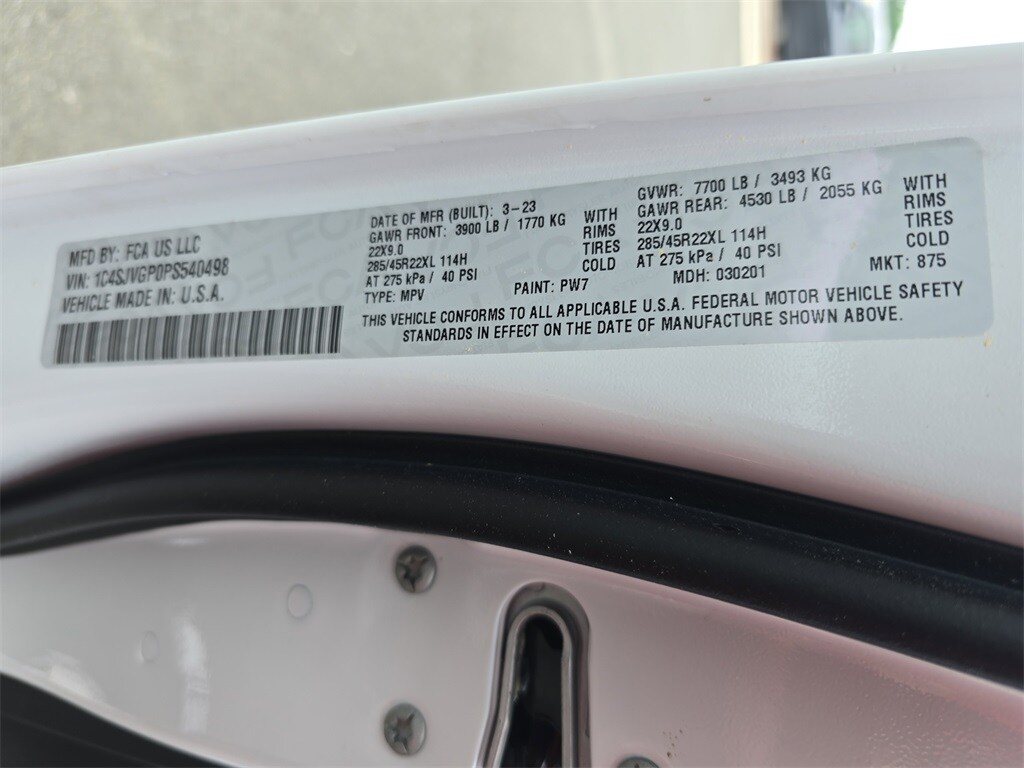 MFD BY: FCA US LLC
VIN: 1C4SJVGP0PS540498
VEHICLE MADE IN: U.S.A.
DATE OF MFR (BUILT): 3-23
GAWR FRONT: 3900 LB / 1770 KG WITH
22X9.0 RIMS
285/45R22XL 114H TIRES
AT 275 kPa / 40 PSI COLD
TYPE: MPV PAINT: PW7
GVWR: 7700 LB / 3493 KG
GAWR REAR: 4530 LB / 2055 KG WITH
22X9.0 RIMS
285/45R22XL 114H TIRES
AT 275 kPa / 40 PSI COLD
MDH: 030201 MKT: 875
THIS VEHICLE CONFORMS TO ALL APPLICABLE U.S.A. FEDERAL MOTOR VEHICLE SAFETY
STANDARDS IN EFFECT ON THE DATE OF MANUFACTURE SHOWN ABOVE.